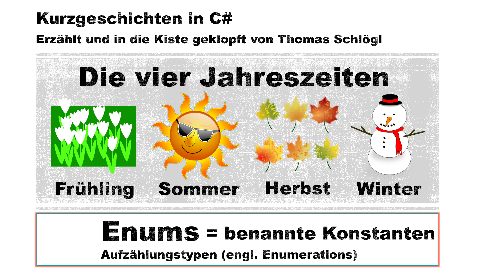 Kurzgeschichten in C#
Erzählt und in die Kiste geklopft von Thomas Schlögl
Die vier Jahreszeiten
Frühling Sommer Herbst Winter
Enums = benannte Konstanten
Aufzählungstypen (engl. Enumerations)